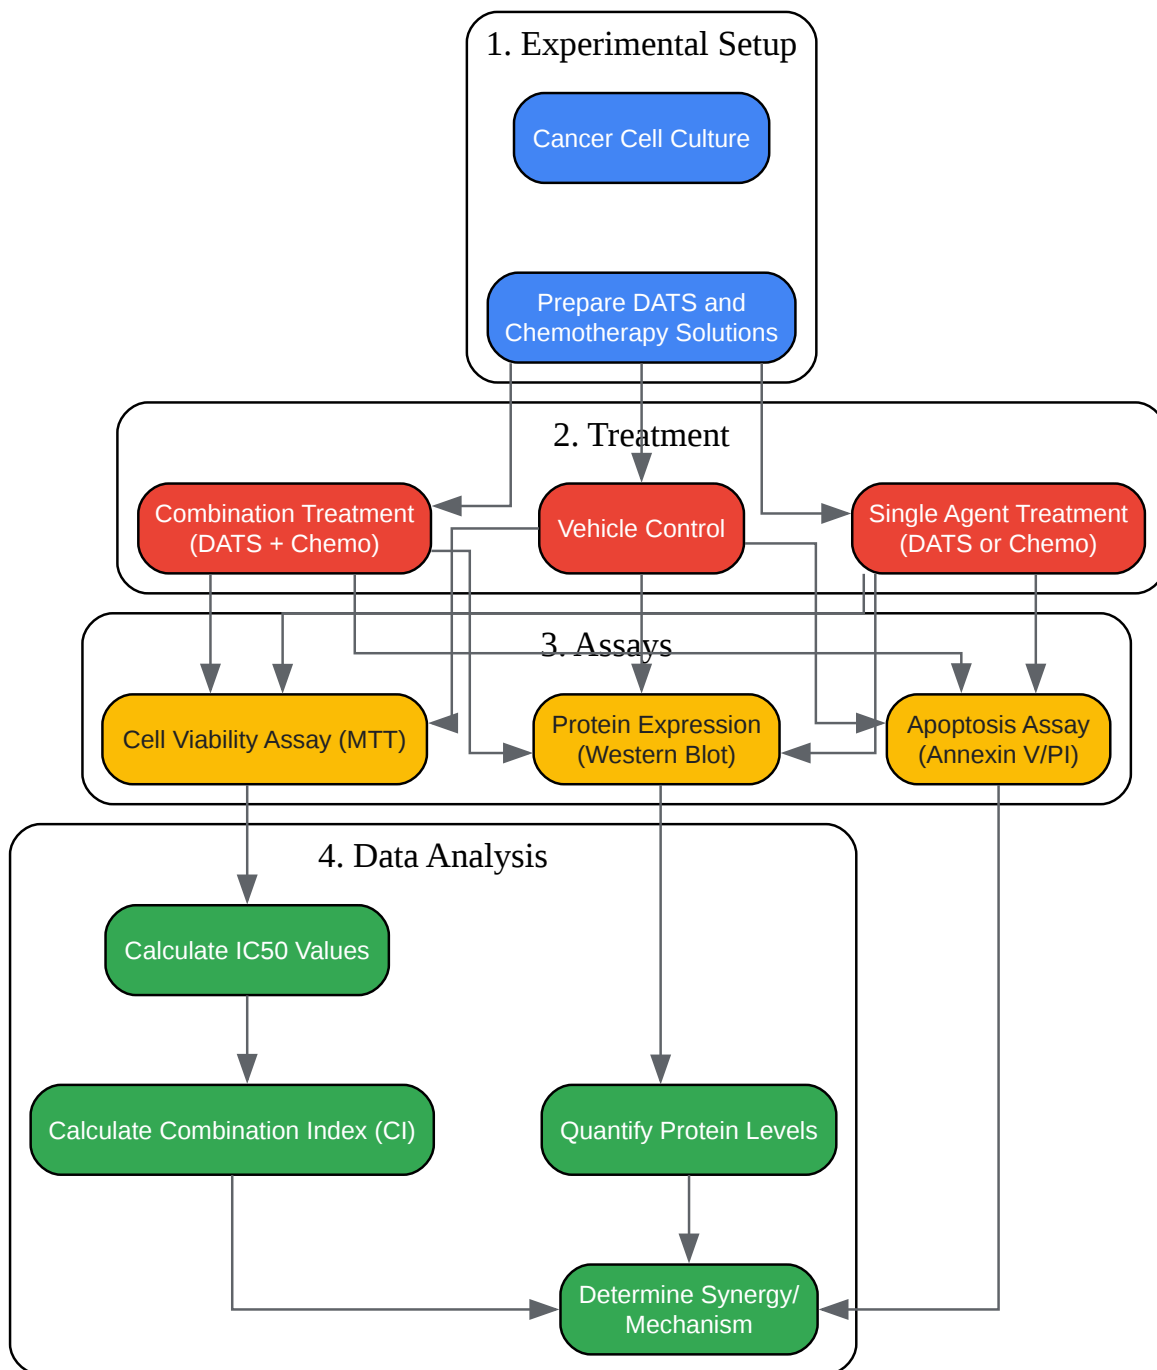 1. Experimental Setup
Cancer Cell Culture
Prepare DATS and
Chemotherapy Solutions
2. Treatment
Combination Treatment
(DATS + Chemo)
Vehicle Control
Single Agent Treatment
(DATS or Chemo)
3. Assays
Cell Viability Assay (MTT)
Protein Expression
(Western Blot)
Apoptosis Assay
(Annexin V/PI)
4. Data Analysis
Calculate IC50 Values
Calculate Combination Index (CI)
Quantify Protein Levels
Determine Synergy/
Mechanism